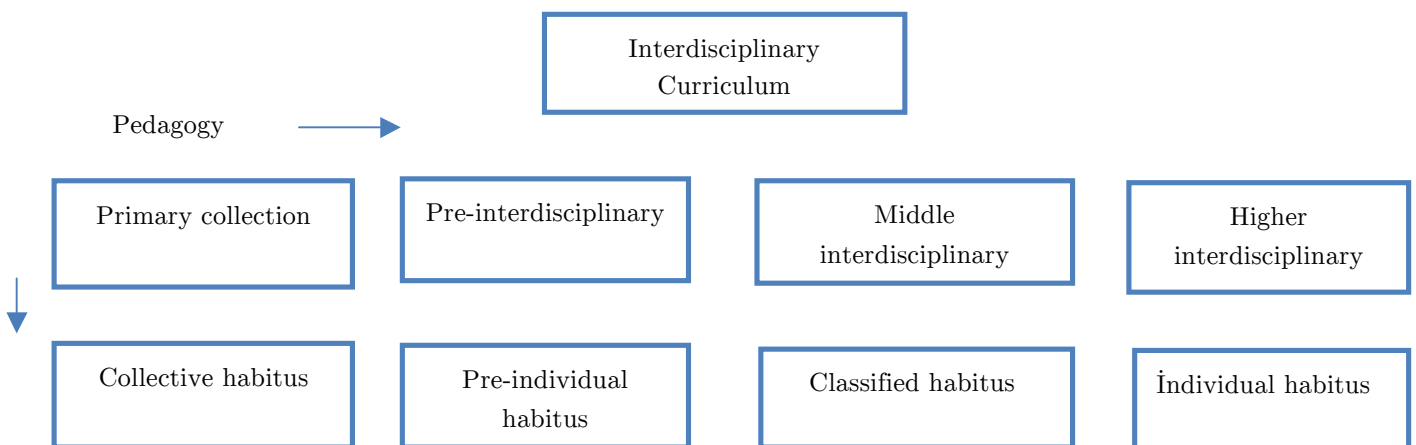 Interdisciplinary
Curriculum
Pedagogy
Primary collection
Pre-interdisciplinary
Middle
interdisciplinary
Higher
interdisciplinary
Collective habitus
Pre-individual
habitus
Classified habitus
İndividual habitus